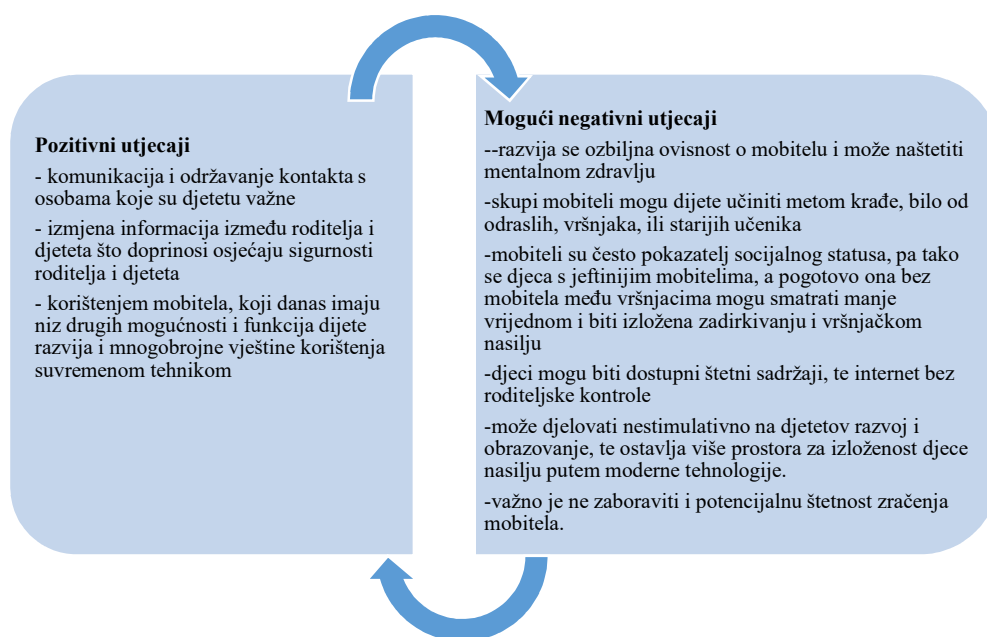 Pozitivni utjecaji
- komunikacija i održavanje kontakta s
osobama koje su djetetu važne
- izmjena informacija između roditelja i
djeteta što doprinosi osjećaju sigurnosti
roditelja i djeteta
- korištenjem mobitela, koji danas imaju
niz drugih mogućnosti i funkcija dijete
razvija i mnogobrojne vještine korištenja
suvremenom tehnikom
Mogući negativni utjecaji
--razvija se ozbiljna ovisnost o mobitelu i može naštetiti
mentalnom zdravlju
-skupi mobiteli mogu dijete učiniti metom krađe, bilo od
odraslih, vršnjaka, ili starijih učenika
-mobiteli su često pokazatelj socijalnog statusa, pa tako
se djeca s jeftinijim mobitelima, a pogotovo ona bez
mobitela među vršnjacima mogu smatrati manje
vrijednom i biti izložena zadirkivanju i vršnjačkom
nasilju
-djeci mogu biti dostupni štetni sadržaji, te internet bez
roditeljske kontrole
-može djelovati nestimulativno na djetetov razvoj i
obrazovanje, te ostavlja više prostora za izloženost djece
nasilju putem moderne tehnologije.
-važno je ne zaboraviti i potencijalnu štetnost zračenja
mobitela.